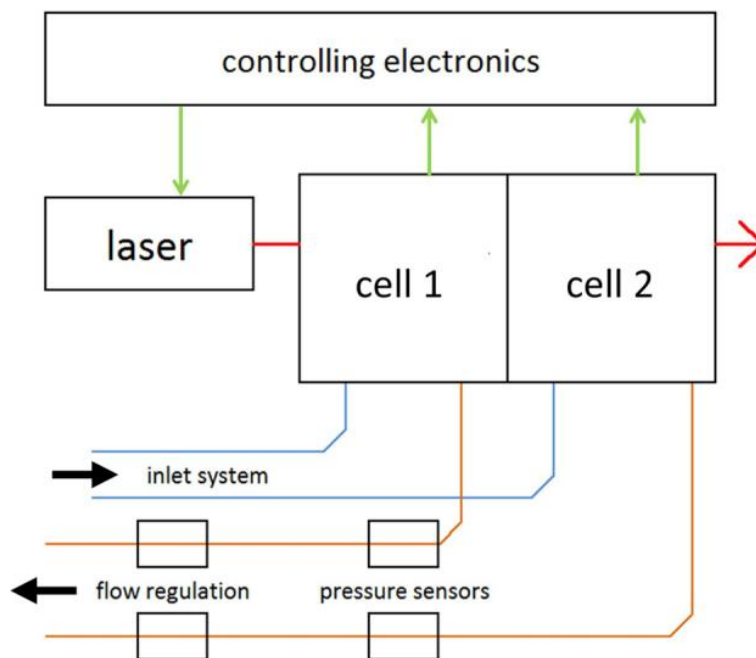 controlling electronics
laser
cell 1
cell 2
inlet system
flow regulation
pressure sensors